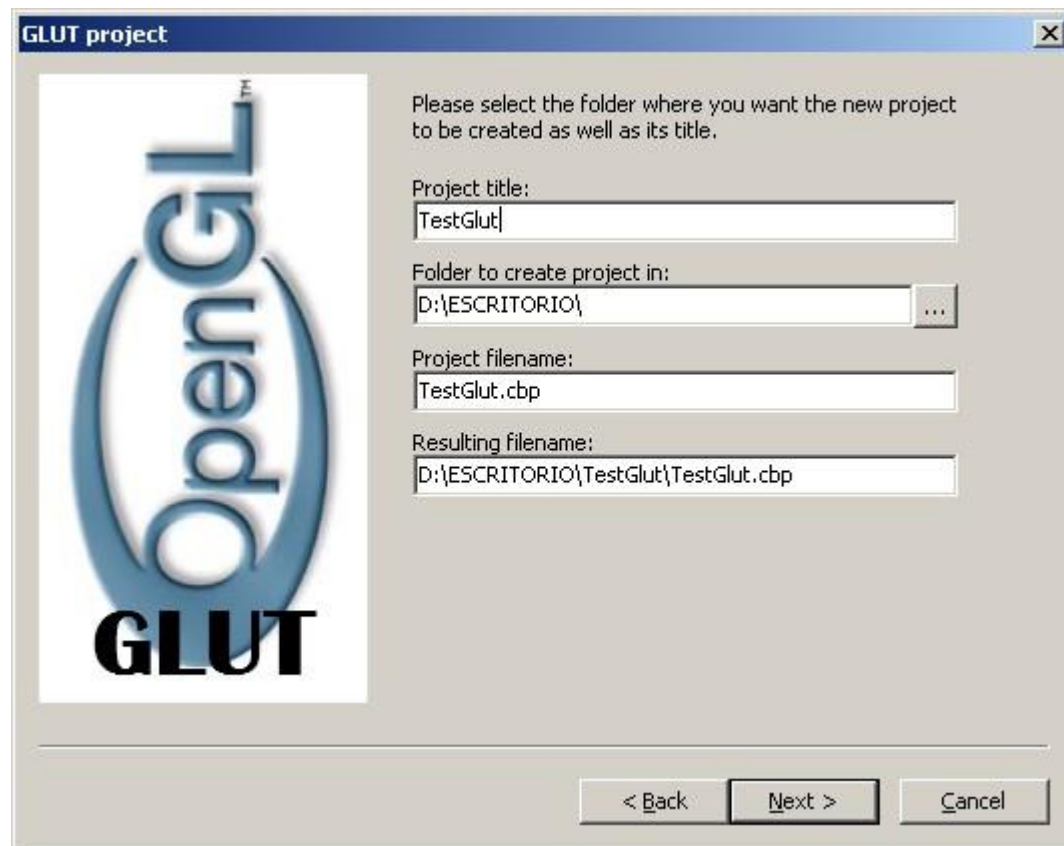 GLUT project
OpenGL™
GLUT
Please select the folder where you want the new project
to be created as well as its title.
Project title:
TestGlut
Folder to create project in:
D:\ESCRITORIO\
...
Project filename:
TestGlut.cbp
Resulting filename:
D:\ESCRITORIO\TestGlut\TestGlut.cbp
< Back
Next >
Cancel